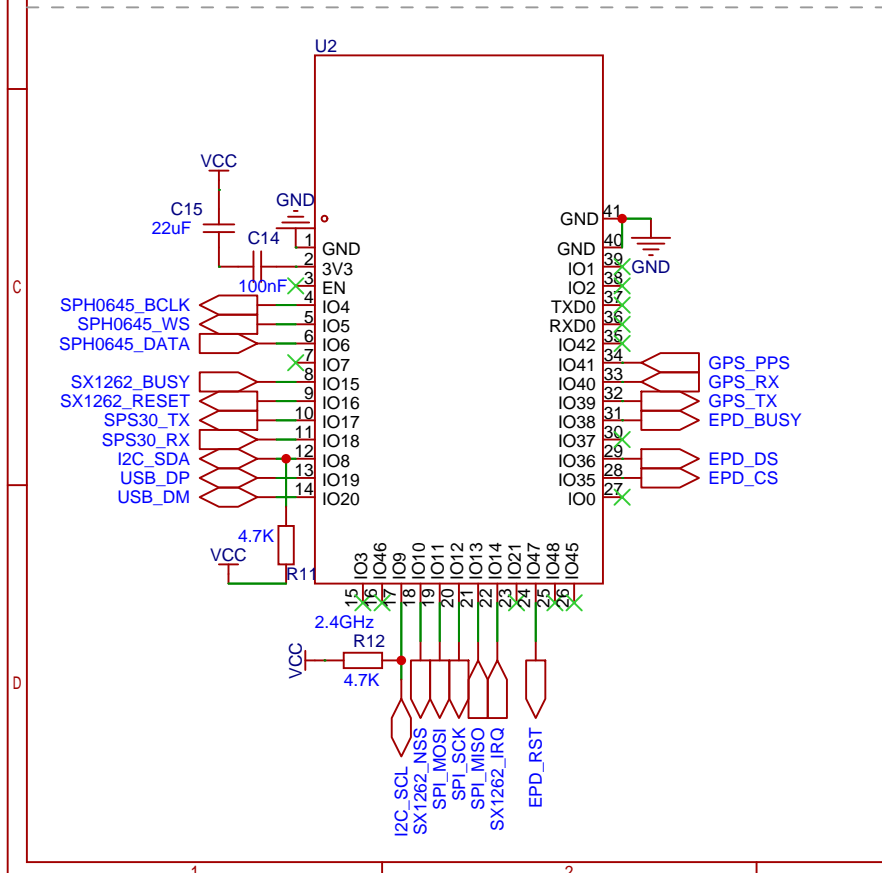 U2
VCC
C15
22uF
GND
C14
100nF
1 GND
2 3V3
3 EN
SPH0645_BCLK 4 IO4
SPH0645_WS 5 IO5
SPH0645_DATA 6 IO6
7 IO7
SX1262_BUSY 8 IO15
SX1262_RESET 9 IO16
SPS30_TX 10 IO17
SPS30_RX 11 IO18
I2C_SDA 12 IO8
USB_DP 13 IO19
USB_DM 14 IO20
GND 41
GND 40
GND
IO1 39
IO2 38
TXD0 37
RXD0 36
IO42 35
IO41 34 GPS_PPS
IO40 33 GPS_RX
IO39 32 GPS_TX
IO38 31 EPD_BUSY
IO37 30
IO36 29 EPD_DS
IO35 28 EPD_CS
IO0 27
4.7K
VCC
R11
IO3 IO46 IO9 IO10 IO11 IO12 IO13 IO14 IO21 IO47 IO48 IO45
15 16 17 18 19 20 21 22 23 24 25 26
2.4GHz
R12
VCC
4.7K
I2C_SCL
SX1262_NSS
SPI_MOSI
SPI_SCK
SPI_MISO
SX1262_IRQ
EPD_RST
C
D
1
2